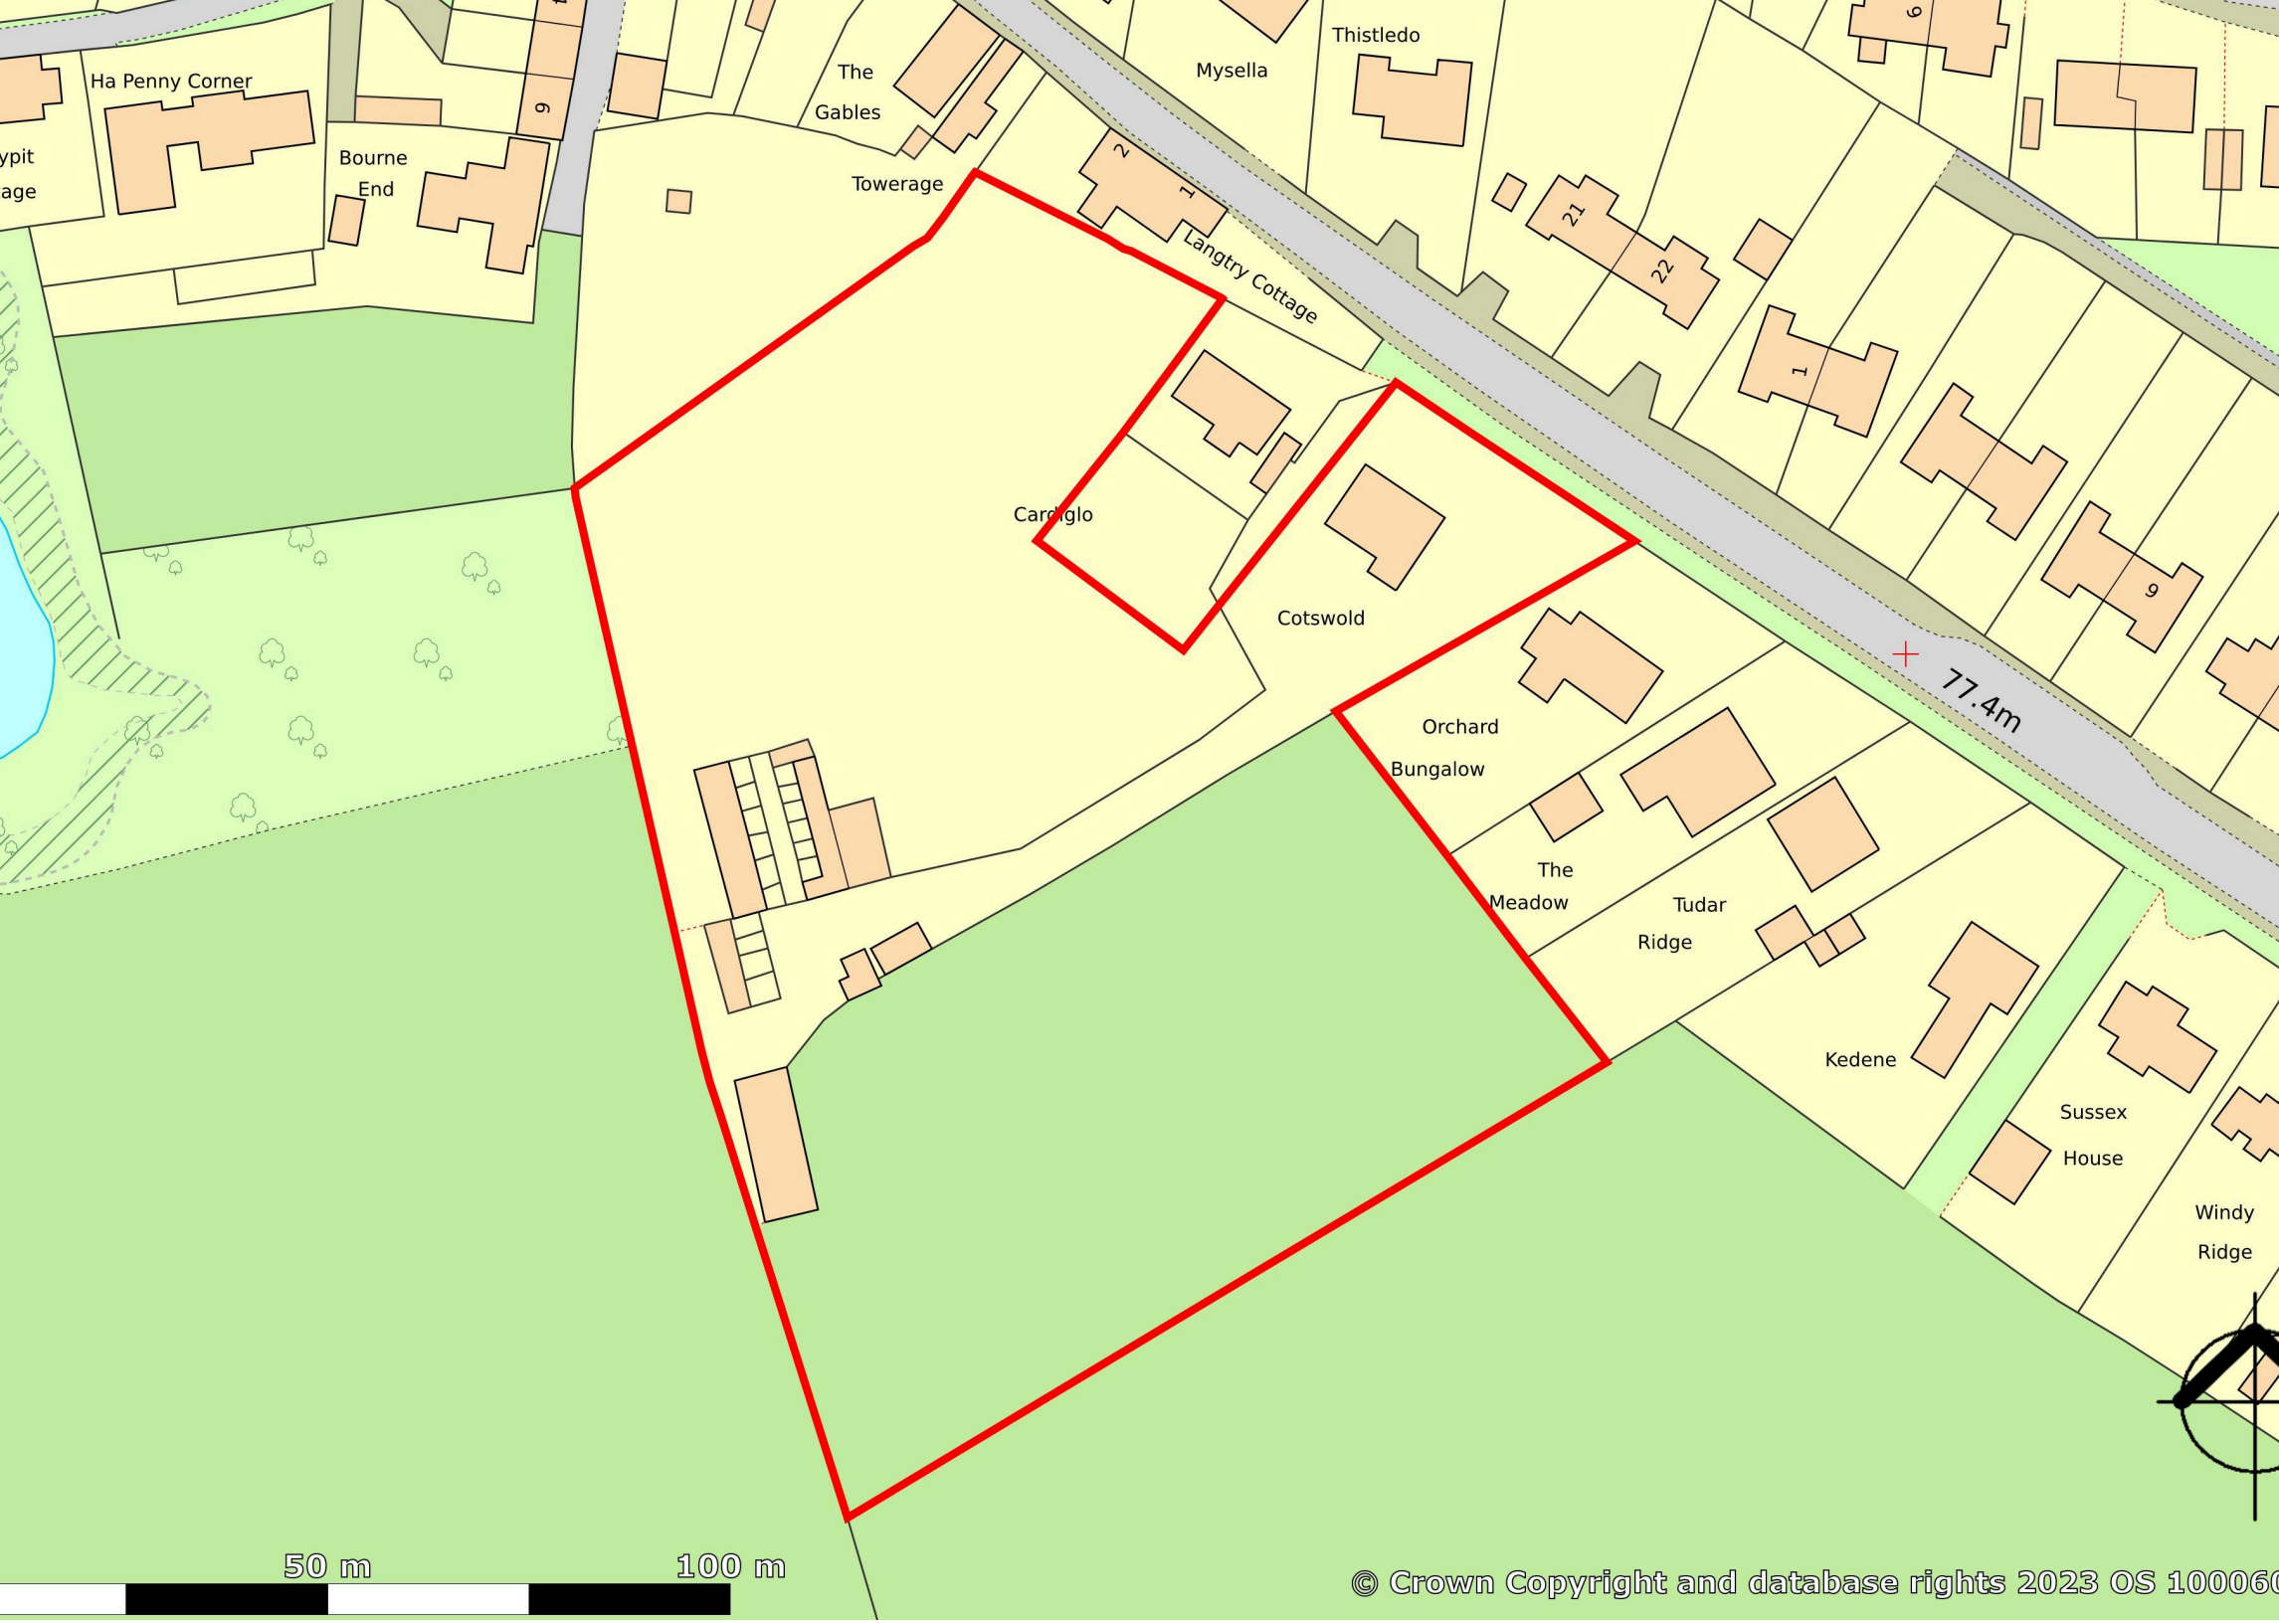 Thistledo
Mysella
The
Gables
Ha Penny Corner
6
9
Bourne
End
ypit
age
Towerage
2
1
Langtry Cottage
21
22
1
9
Cardiglo
Cotswold
Orchard
Bungalow
77.4m
The
Meadow
Tudar
Ridge
Kedene
Sussex
House
Windy
Ridge
50 m
100 m
© Crown Copyright and database rights 2023 OS 100060